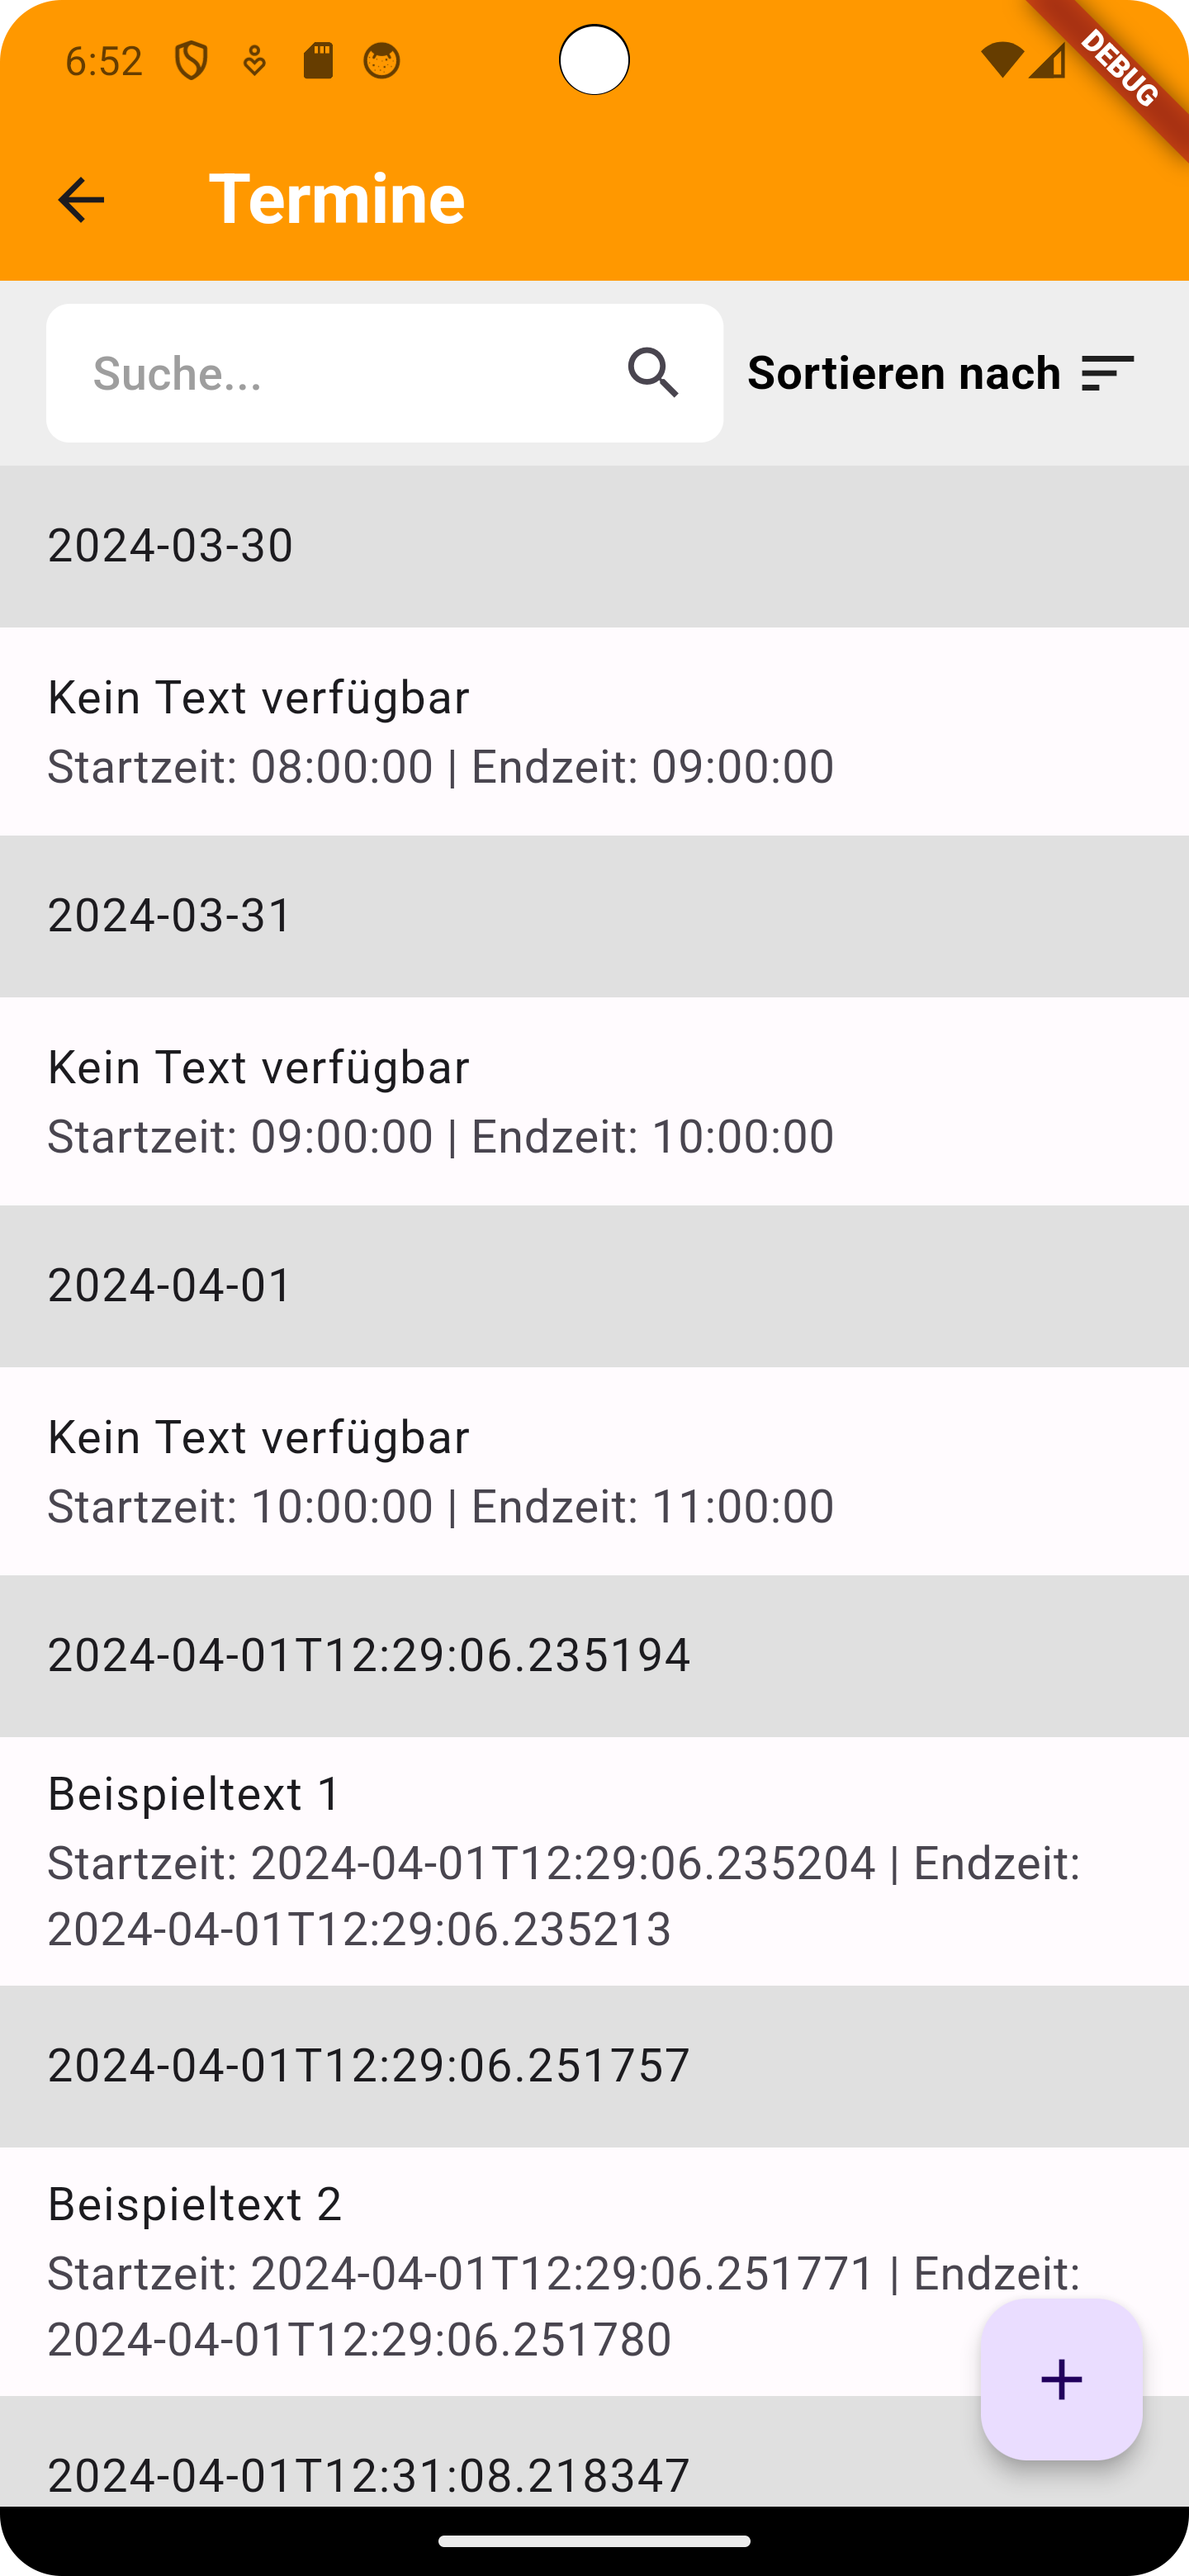 6:52
DEBUG
Termine
Suche...
Sortieren nach
2024-03-30
Kein Text verfügbar
Startzeit: 08:00:00 | Endzeit: 09:00:00
2024-03-31
Kein Text verfügbar
Startzeit: 09:00:00 | Endzeit: 10:00:00
2024-04-01
Kein Text verfügbar
Startzeit: 10:00:00 | Endzeit: 11:00:00
2024-04-01T12:29:06.235194
Beispieltext 1
Startzeit: 2024-04-01T12:29:06.235204 | Endzeit:
2024-04-01T12:29:06.235213
2024-04-01T12:29:06.251757
Beispieltext 2
Startzeit: 2024-04-01T12:29:06.251771 | Endzeit:
2024-04-01T12:29:06.251780
2024-04-01T12:31:08.218347